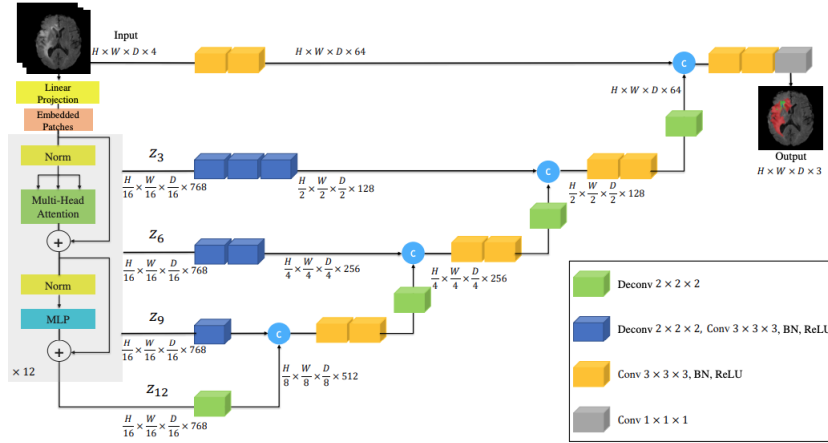 Input
H × W × D × 4
H × W × D × 64
C
H × W × D × 64
Linear
Projection
Embedded
Patches
Norm
Multi-Head
Attention
+
Norm
MLP
+
× 12
Z3
H/16 × W/16 × D/16 × 768
H/2 × W/2 × D/2 × 128
C
H/2 × W/2 × D/2 × 128
Output
H × W × D × 3
Z6
H/16 × W/16 × D/16 × 768
H/4 × W/4 × D/4 × 256
C
H/4 × W/4 × D/4 × 256
Z9
H/16 × W/16 × D/16 × 768
C
H/8 × W/8 × D/8 × 512
Z12
H/16 × W/16 × D/16 × 768
Deconv 2 × 2 × 2
Deconv 2 × 2 × 2, Conv 3 × 3 × 3, BN, ReLU
Conv 3 × 3 × 3, BN, ReLU
Conv 1 × 1 × 1